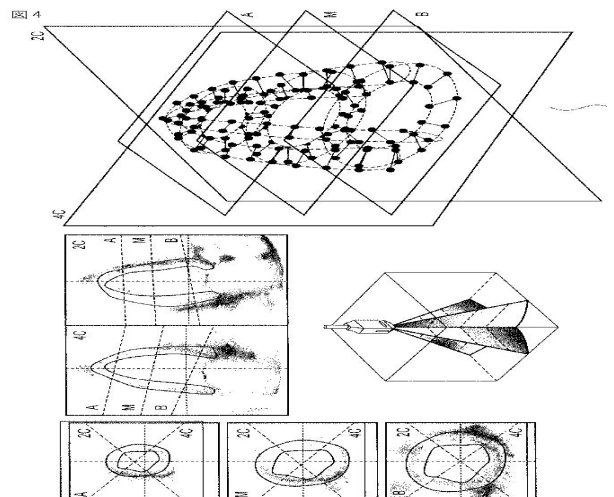 図 4
A M B
2C
4C
2C A M B
4C A M B
2C 4C A
2C 4C M
2C 4C B